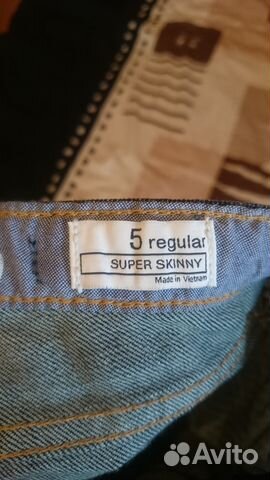 5 regular
SUPER SKINNY
Made in Vietnam
Avito